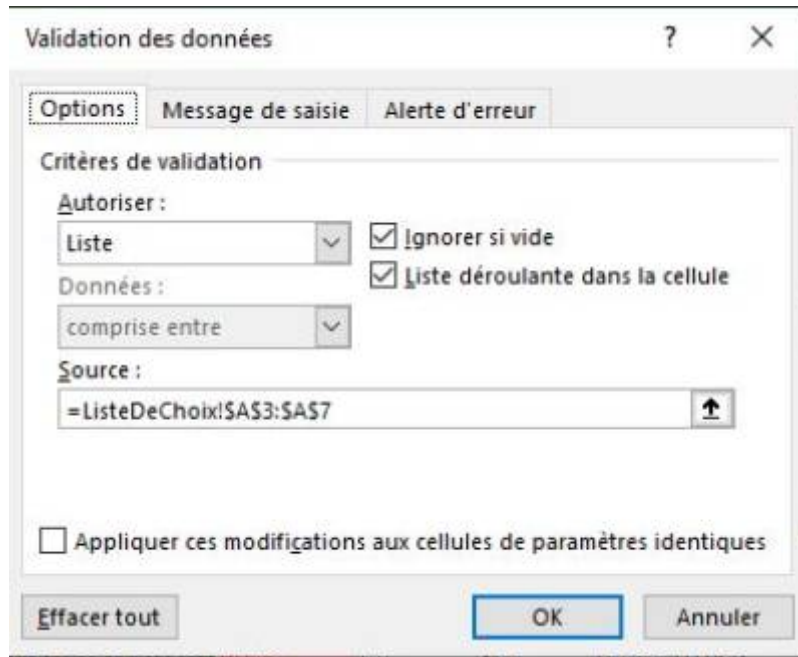 Validation des données
Options Message de saisie Alerte d'erreur
Critères de validation
Autoriser :
Liste
Ignorer si vide
Liste déroulante dans la cellule
Données :
comprise entre
Source :
=ListeDeChoix!$A$3:$A$7
Appliquer ces modifications aux cellules de paramètres identiques
Effacer tout OK Annuler